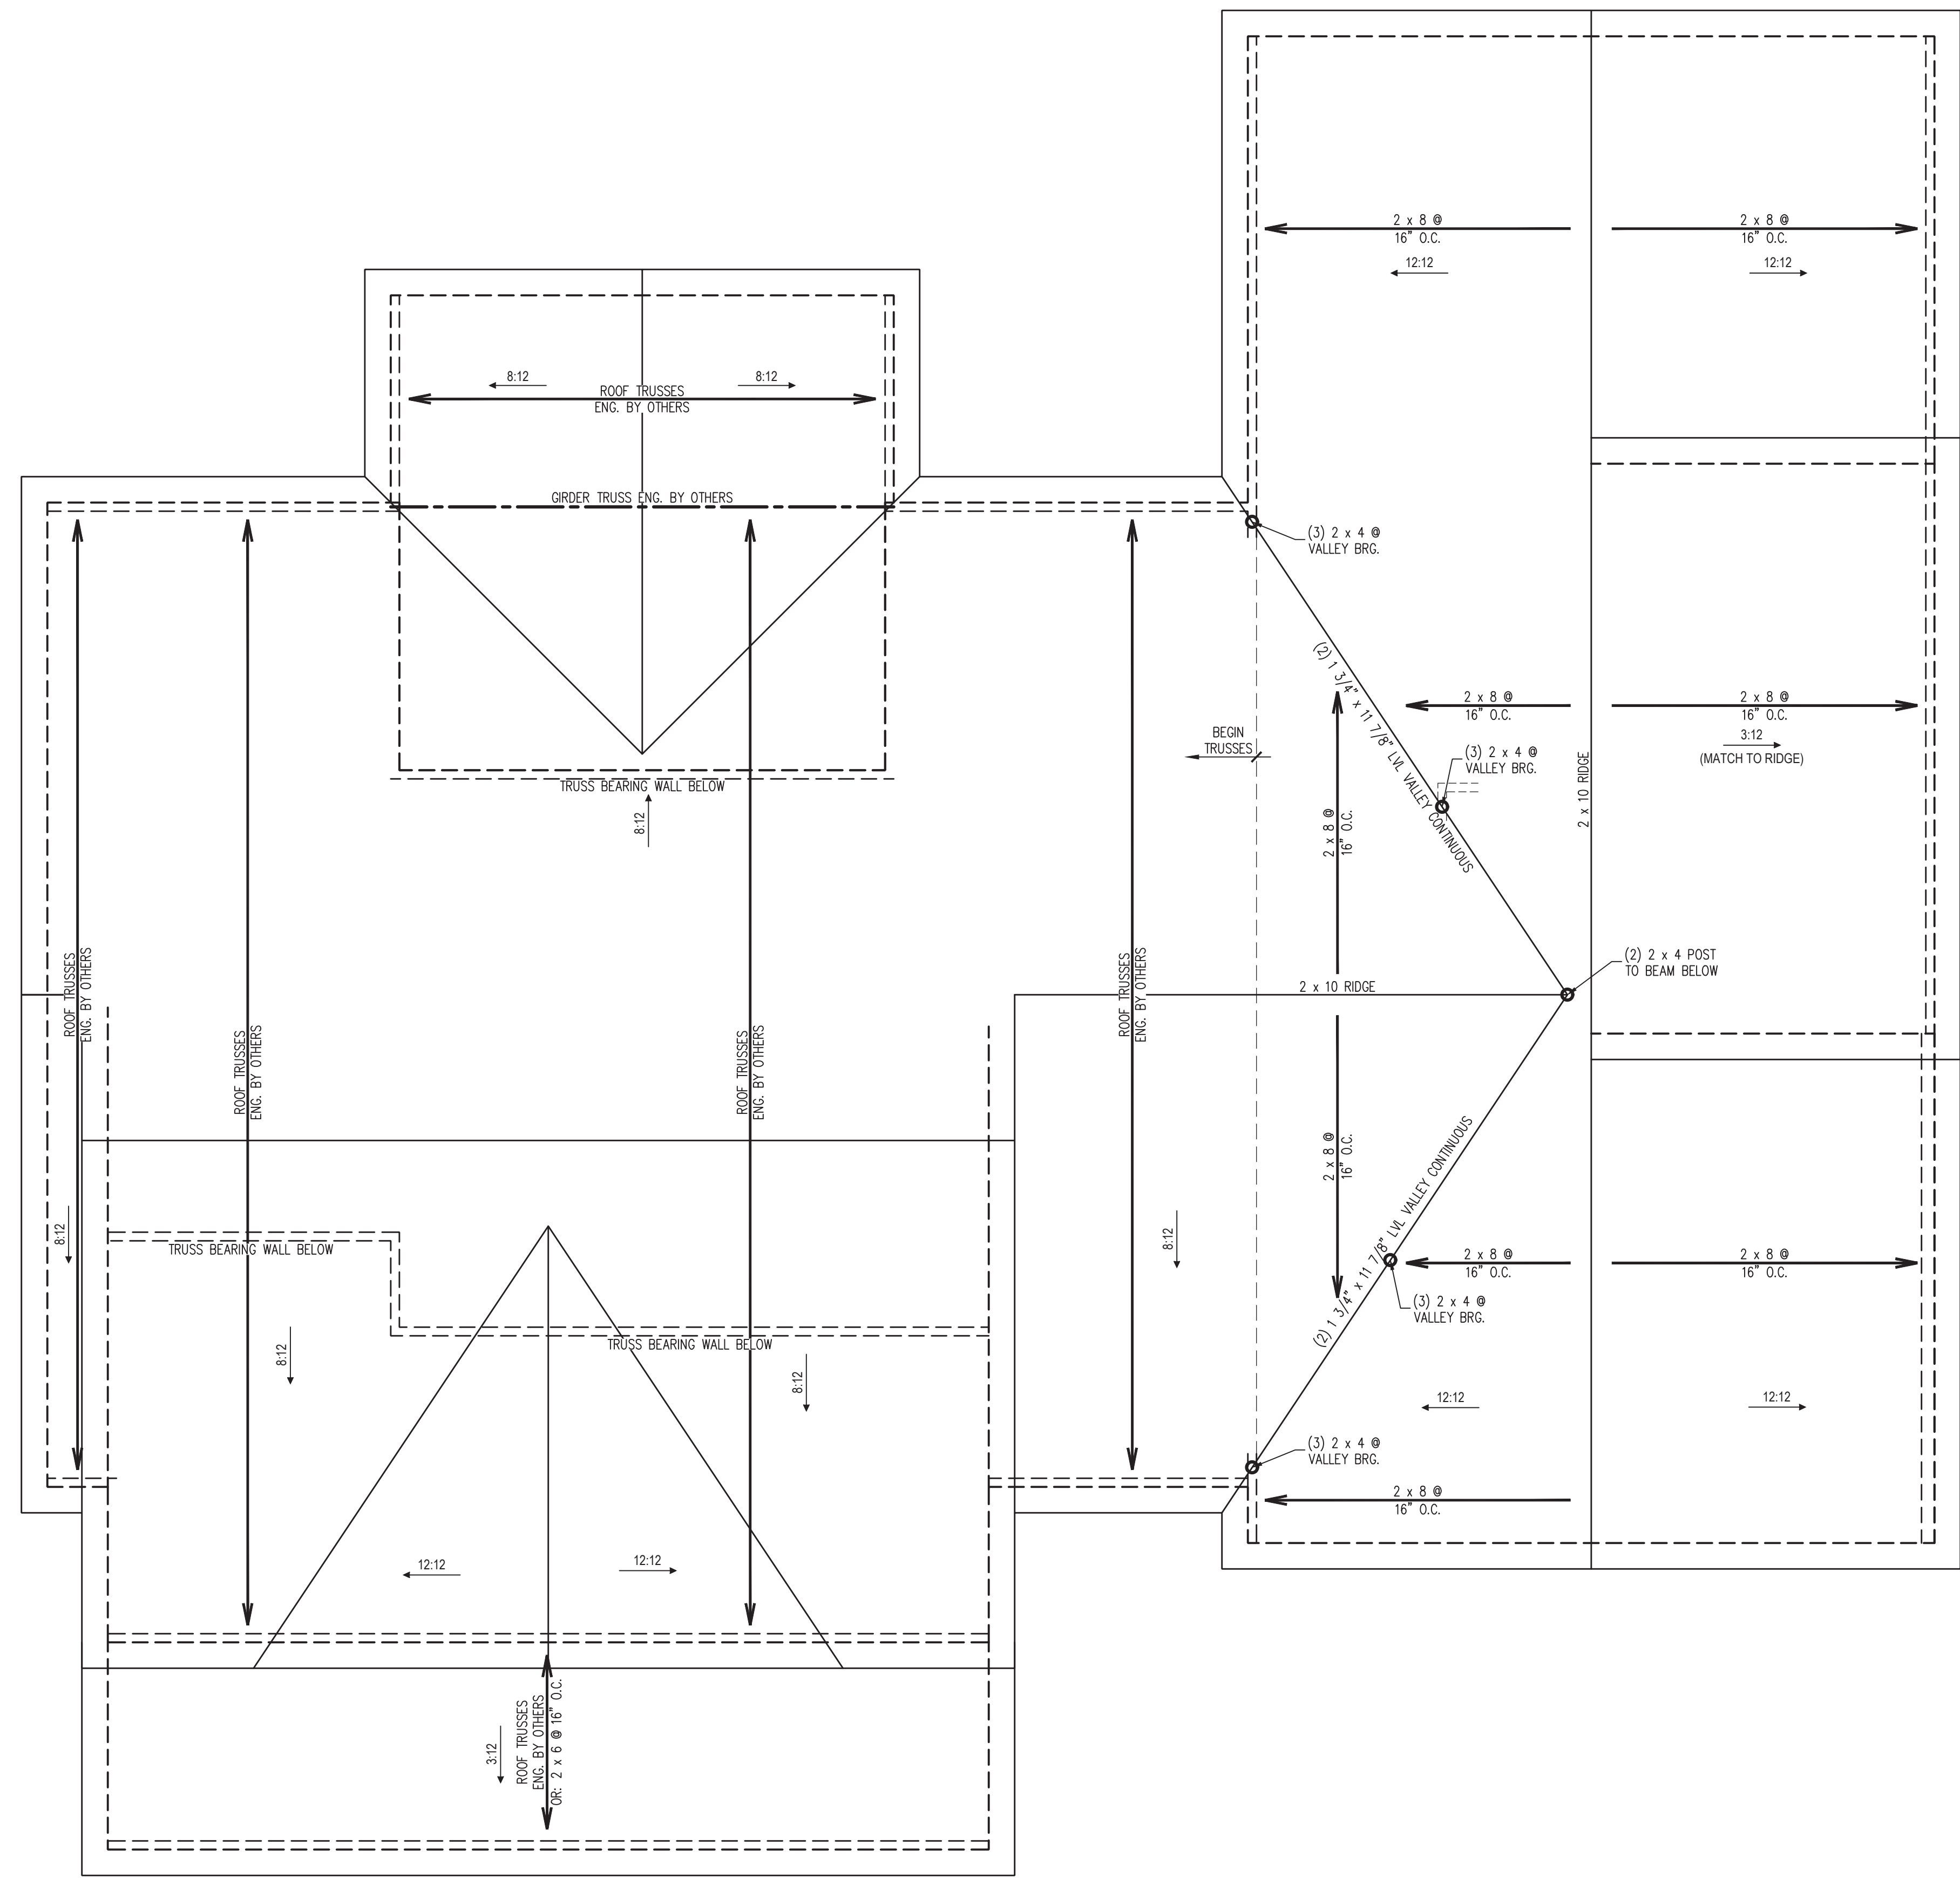 2 x 8 @
16" O.C.
12:12
2 x 8 @
16" O.C.
12:12
8:12
8:12
ROOF TRUSSES
ENG. BY OTHERS
GIRDER TRUSS ENG. BY OTHERS
(3) 2 x 4 @
VALLEY BRG.
(2) 1 3/4" x 11 7/8" LVL VALLEY CONTINUOUS
2 x 8 @
16" O.C.
2 x 8 @
16" O.C.
3:12
(MATCH TO RIDGE)
BEGIN
TRUSSES
(3) 2 x 4 @
VALLEY BRG.
2 x 10 RIDGE
TRUSS BEARING WALL BELOW
8:12
2 x 8 @
16" O.C.
ROOF TRUSSES
ENG. BY OTHERS
ROOF TRUSSES
ENG. BY OTHERS
ROOF TRUSSES
ENG. BY OTHERS
ROOF TRUSSES
ENG. BY OTHERS
2 x 10 RIDGE
(2) 2 x 4 POST
TO BEAM BELOW
2 x 8 @
16" O.C.
(2) 1 3/4" x 11 7/8" LVL VALLEY CONTINUOUS
8:12
TRUSS BEARING WALL BELOW
8:12
2 x 8 @
16" O.C.
2 x 8 @
16" O.C.
(3) 2 x 4 @
VALLEY BRG.
8:12
TRUSS BEARING WALL BELOW
8:12
12:12
12:12
(3) 2 x 4 @
VALLEY BRG.
2 x 8 @
16" O.C.
12:12
12:12
3:12
ROOF TRUSSES
ENG. BY OTHERS
OR: 2 x 6 @ 16" O.C.